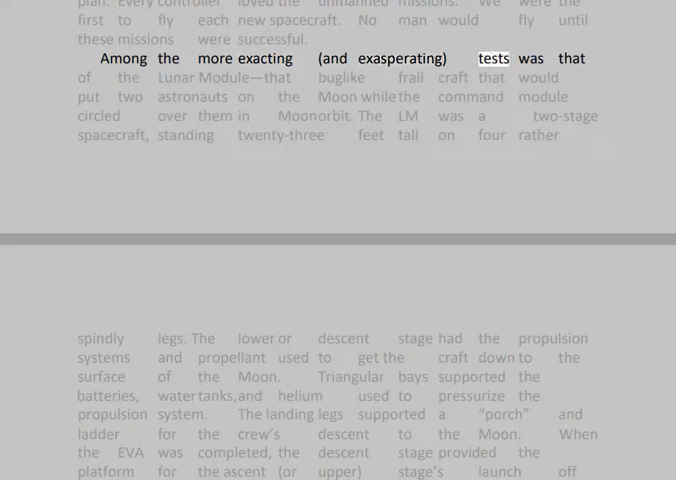 plan. Every controller loved the unmanned missions. We were the
first to fly each new spacecraft. No man would fly until
these missions were successful.
Among the more exacting (and exasperating) tests was that
of the Lunar Module—that buglike frail craft that would
put two astronauts on the Moon while the command module
circled over them in Moon orbit. The LM was a two-stage
spacecraft, standing twenty-three feet tall on four rather
spindly legs. The lower or descent stage had the propulsion
systems and propellant used to get the craft down to the
surface of the Moon. Triangular bays supported the
batteries, water tanks, and helium used to pressurize the
propulsion system. The landing legs supported a “porch” and
ladder for the crew’s descent to the Moon. When
the EVA was completed, the descent stage provided the
platform for the ascent (or upper) stage’s launch off